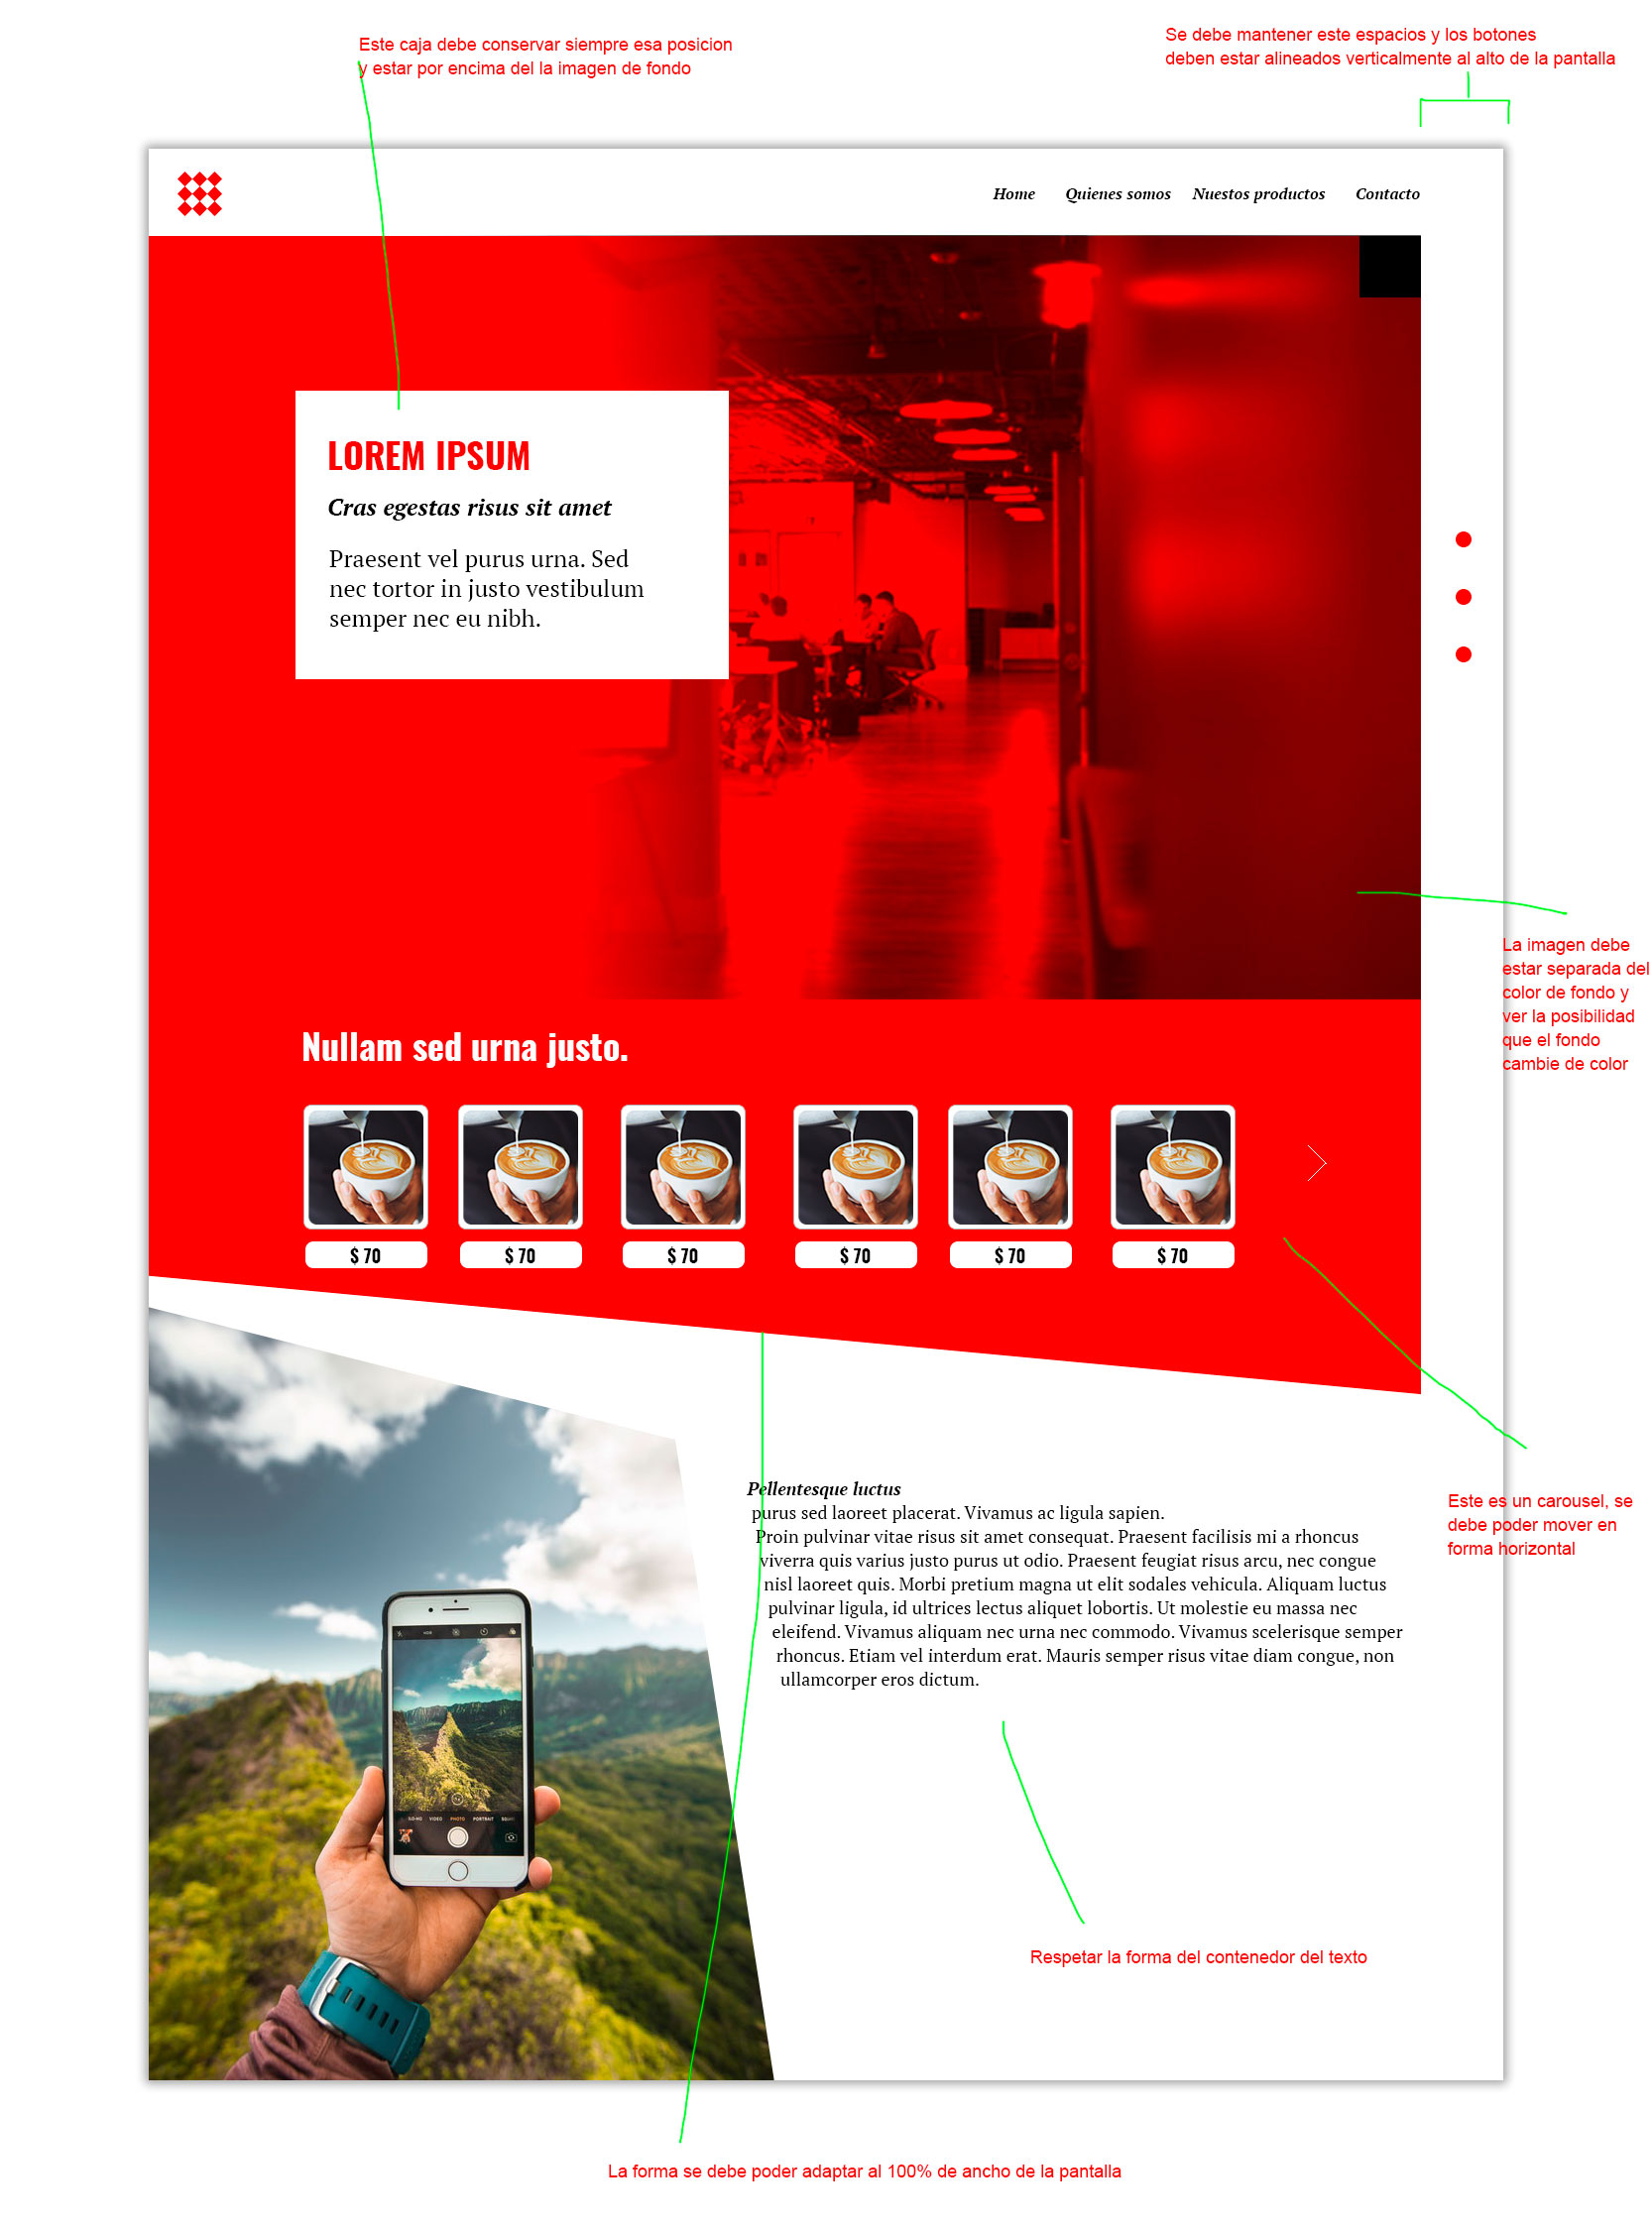 Este caja debe conservar siempre esa posicion
y estar por encima del la imagen de fondo
Se debe mantener este espacios y los botones
deben estar alineados verticalmente al alto de la pantalla
Home Quienes somos Nuestos productos Contacto
LOREM IPSUM
Cras egestas risus sit amet
Praesent vel purus urna. Sed
nec tortor in justo vestibulum
semper nec eu nibh.
La imagen debe
estar separada del
color de fondo y
ver la posibilidad
que el fondo
cambie de color
Nullam sed urna justo.
$ 70 $ 70 $ 70 $ 70 $ 70 $ 70
Este es un carousel, se
debe poder mover en
forma horizontal
Pellentesque luctus
purus sed laoreet placerat. Vivamus ac ligula sapien.
Proin pulvinar vitae risus sit amet consequat. Praesent facilisis mi a rhoncus
viverra quis varius justo purus ut odio. Praesent feugiat risus arcu, nec congue
nisl laoreet quis. Morbi pretium magna ut elit sodales vehicula. Aliquam luctus
pulvinar ligula, id ultrices lectus aliquet lobortis. Ut molestie eu massa nec
eleifend. Vivamus aliquam nec urna nec commodo. Vivamus scelerisque semper
rhoncus. Etiam vel interdum erat. Mauris semper risus vitae diam congue, non
ullamcorper eros dictum.
VIDEO PHOTO PORTRAIT
Respetar la forma del contenedor del texto
La forma se debe poder adaptar al 100% de ancho de la pantalla